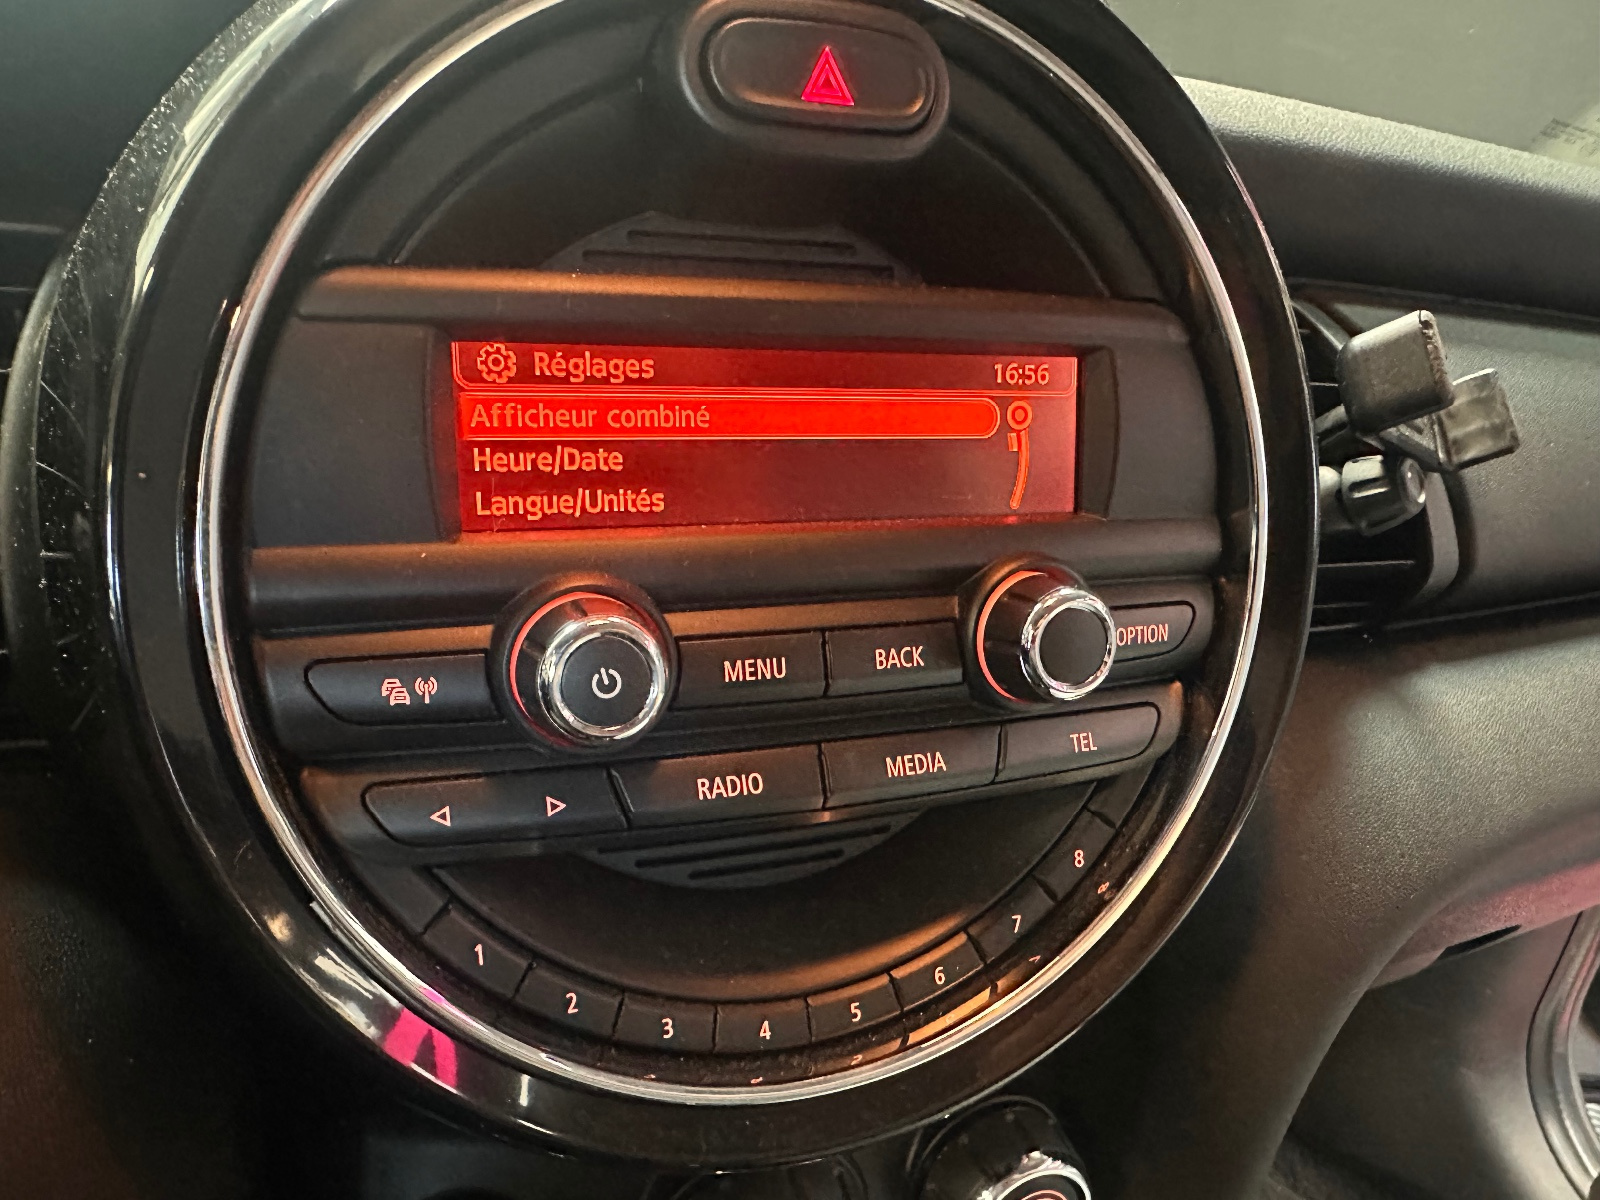 Réglages 16:56
Afficheur combiné
Heure/Date
Langue/Unités
MENU BACK OPTION
RADIO MEDIA TEL
1 2 3 4 5 6 7 8